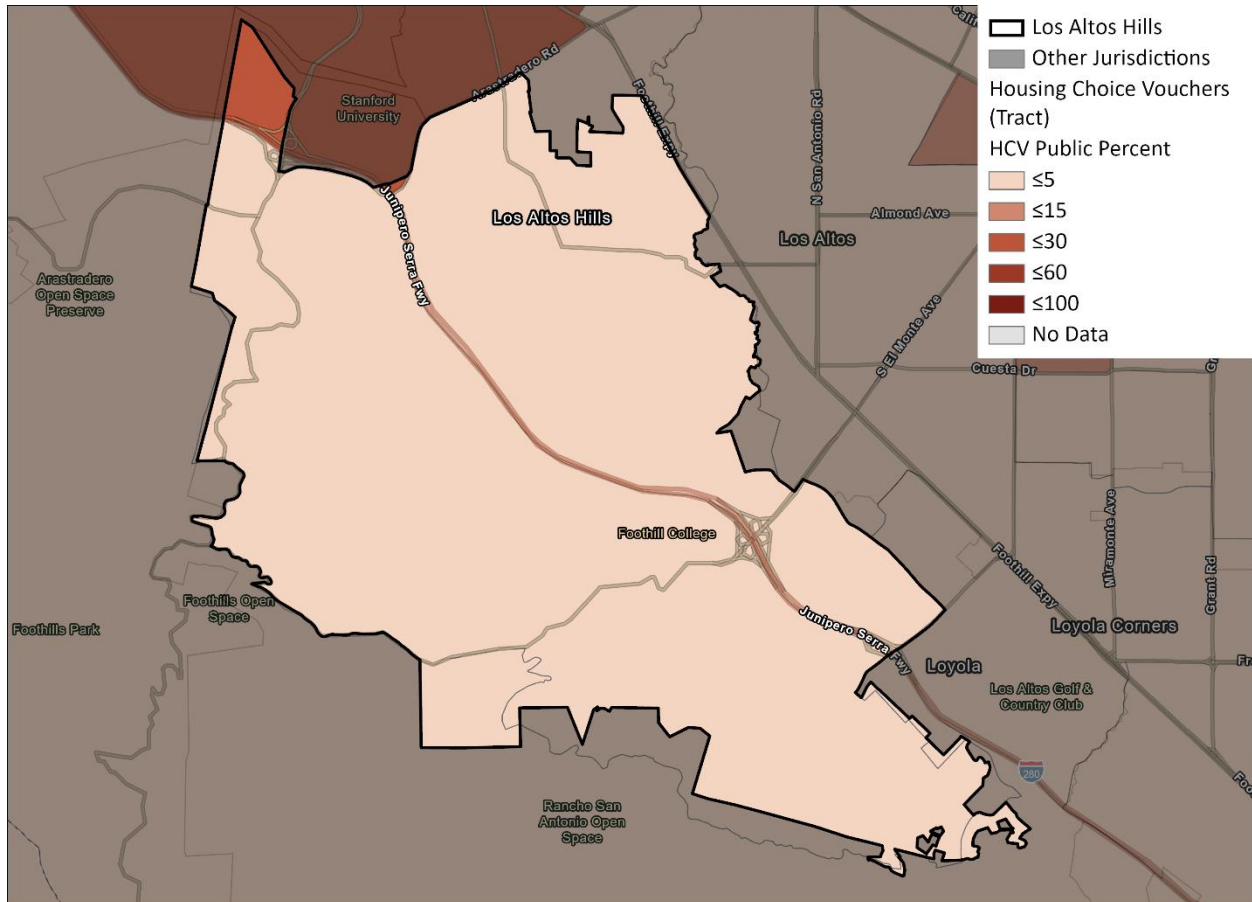 Los Altos Hills
Other Jurisdictions
Housing Choice Vouchers
(Tract)
HCV Public Percent
≤5
≤15
≤30
≤60
≤100
No Data
Arastradero Rd
Stanford
University
Foothill Expy
N San Antonio Rd
Almond Ave
Los Altos Hills
Los Altos
Junipero Serra Fwy
Arastradero
Open Space
Preserve
S El Monte Ave
Cuesta Dr
Foothill College
Miramonte Ave
Grant Rd
Foothill Expy
Foothills Open
Space
Foothills Park
Junipero Serra Fwy
Loyola Corners
Loyola
Los Altos Golf &
Country Club
280
Rancho San
Antonio Open
Space